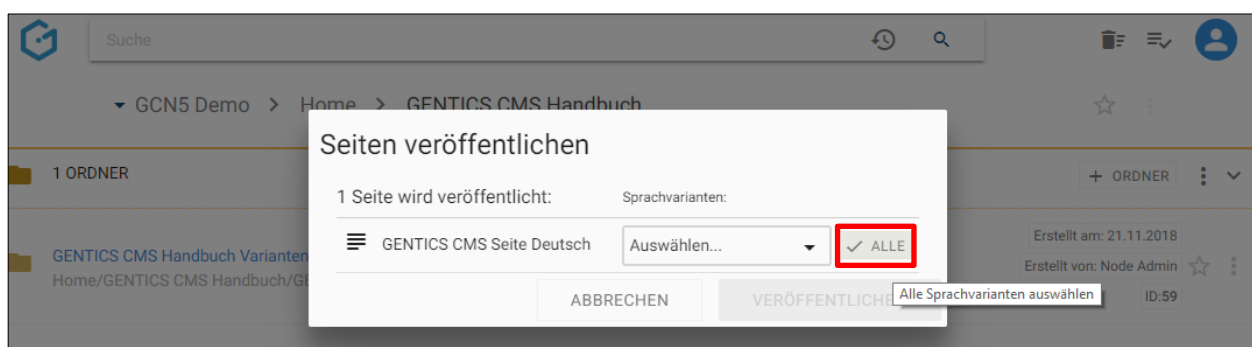 Suche
GCN5 Demo > Home > GENTICS CMS Handbuch
Seiten veröffentlichen
1 ORDNER
+ ORDNER
1 Seite wird veröffentlicht:
Sprachvarianten:
GENTICS CMS Seite Deutsch
Auswählen...
ALLE
Erstellt am: 21.11.2018
GENTICS CMS Handbuch Varianten
Erstellt von: Node Admin
Home/GENTICS CMS Handbuch/GE
ABBRECHEN
VERÖFFENTLICHE
Alle Sprachvarianten auswählen
ID:59